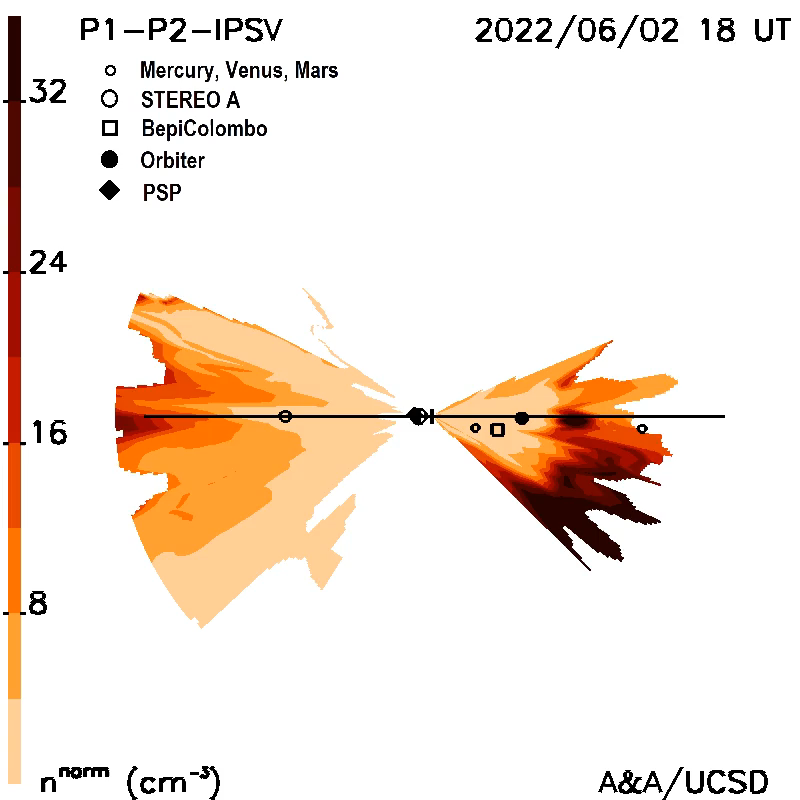 P1-P2-IPSV 2022/06/02 18 UT
Mercury, Venus, Mars
STEREO A
BepiColombo
Orbiter
PSP
32
24
16
8
n^norm (cm^-3) A&A/UCSD